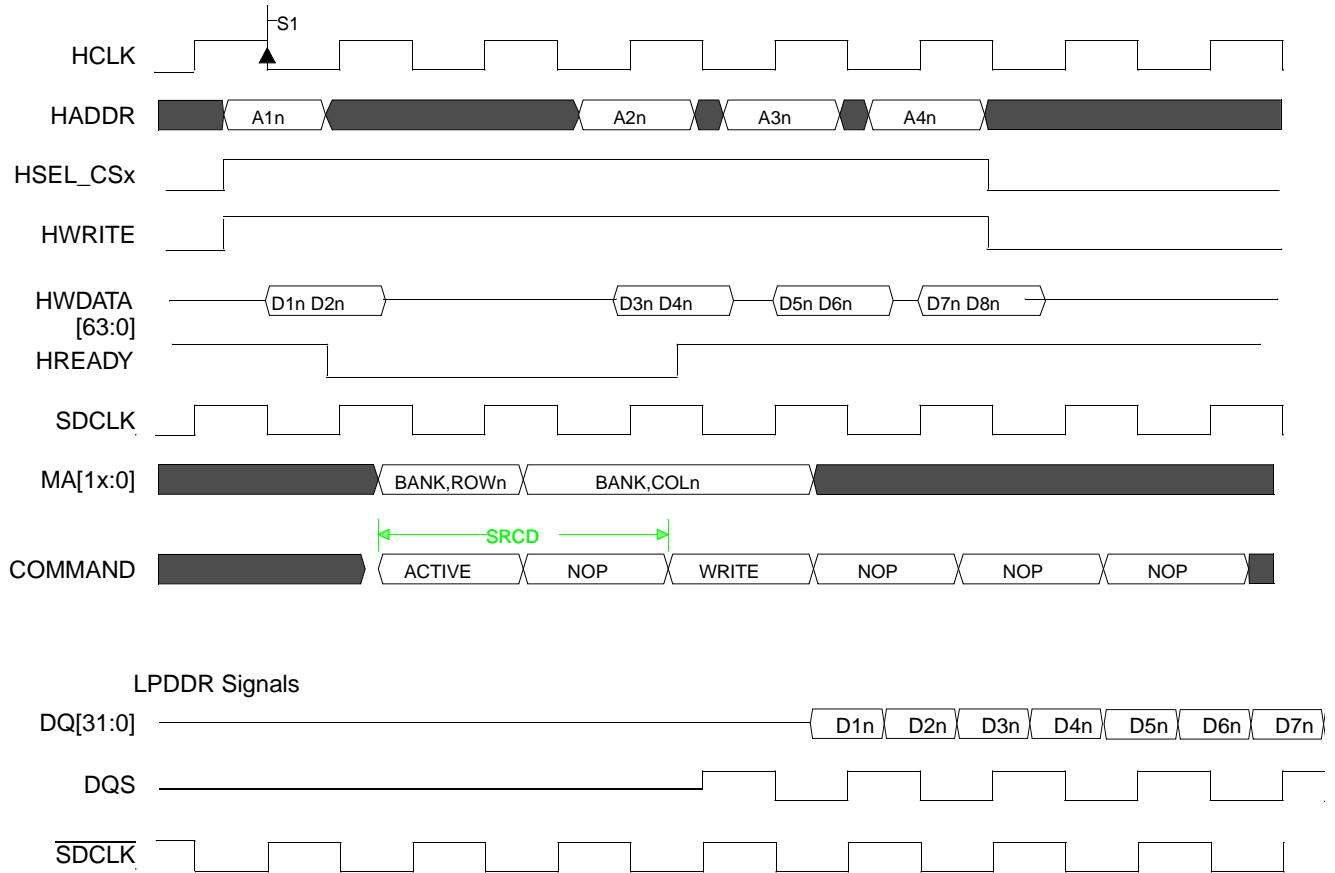 S1
HCLK
HADDR A1n A2n A3n A4n
HSEL_CSx
HWRITE
HWDATA D1n D2n D3n D4n D5n D6n D7n D8n
[63:0]
HREADY
SDCLK
MA[1x:0] BANK,ROWn BANK,COLn
SRCD
COMMAND ACTIVE NOP WRITE NOP NOP NOP
LPDDR Signals
DQ[31:0] D1n D2n D3n D4n D5n D6n D7n
DQS
SDCLK